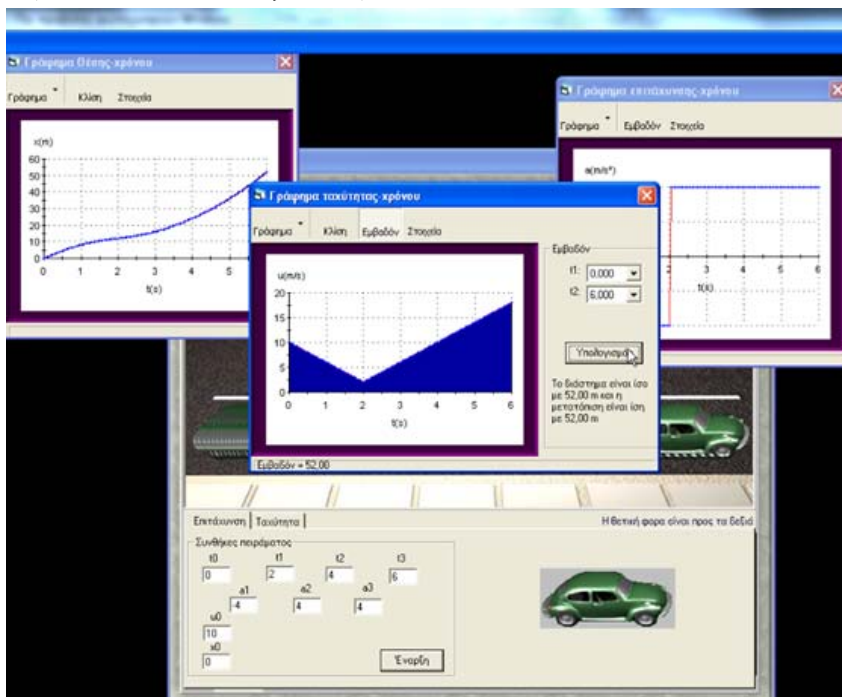 Γράφημα Θέσης-χρόνου
Γράφημα Κλίση Στοιχεία
x(m)
60
50
40
30
20
10
0
0 1 2 3 4 5
t(s)
Γράφημα επιτάχυνσης-χρόνου
Γράφημα Εμβαδόν Στοιχεία
2 3 4 5 6
t(s)
Γράφημα ταχύτητας-χρόνου
Γράφημα Κλίση Εμβαδόν Στοιχεία
u(m/s)
20
15
10
5
0
0 1 2 3 4 5 6
t(s)
Εμβαδόν
t1: 0.000
t2: 6.000
Υπολογισμός
Το διάστημα είναι ίσο
με 52,00 m και η
μετατόπιση είναι ίση
με 52,00 m
Εμβαδόν = 52,00
Επιτάχυνση Ταχύτητα
Η θετική φορα είναι προς τα δεξιά
Συνθήκες πειράματος
t0 t1 t2 t3
0 2 4 6
a1 a2 a3
-4 4 4
u0
10
x0
0
Έναρξη